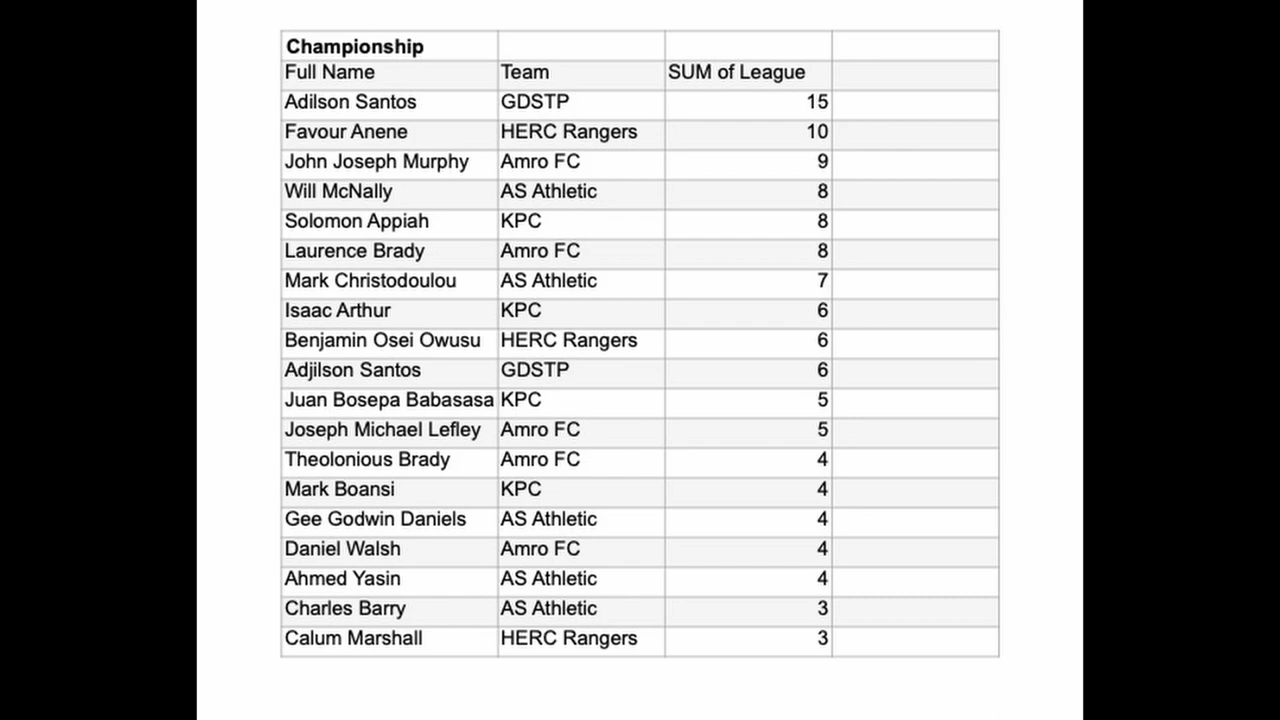 Championship
Full Name Team SUM of League
Adilson Santos GDSTP 15
Favour Anene HERC Rangers 10
John Joseph Murphy Amro FC 9
Will McNally AS Athletic 8
Solomon Appiah KPC 8
Laurence Brady Amro FC 8
Mark Christodoulou AS Athletic 7
Isaac Arthur KPC 6
Benjamin Osei Owusu HERC Rangers 6
Adjilson Santos GDSTP 6
Juan Bosepa Babasasa KPC 5
Joseph Michael Lefley Amro FC 5
Theolonious Brady Amro FC 4
Mark Boansi KPC 4
Gee Godwin Daniels AS Athletic 4
Daniel Walsh Amro FC 4
Ahmed Yasin AS Athletic 4
Charles Barry AS Athletic 3
Calum Marshall HERC Rangers 3